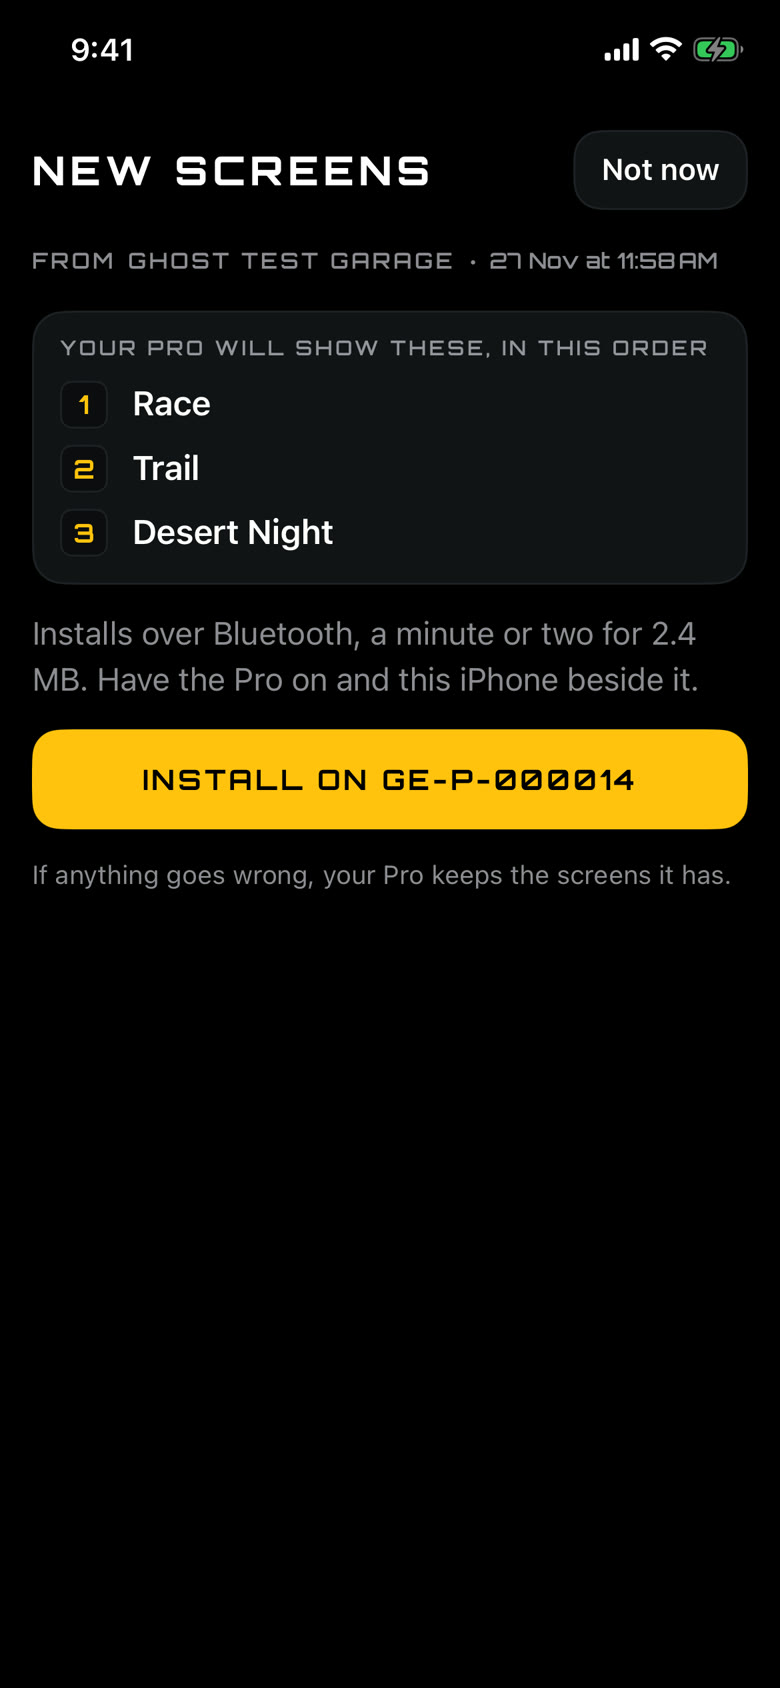 9:41
NEW SCREENS
Not now
FROM GHOST TEST GARAGE · 27 Nov at 11:58 AM
YOUR PRO WILL SHOW THESE, IN THIS ORDER
1 Race
2 Trail
3 Desert Night
Installs over Bluetooth, a minute or two for 2.4
MB. Have the Pro on and this iPhone beside it.
INSTALL ON GE-P-000014
If anything goes wrong, your Pro keeps the screens it has.